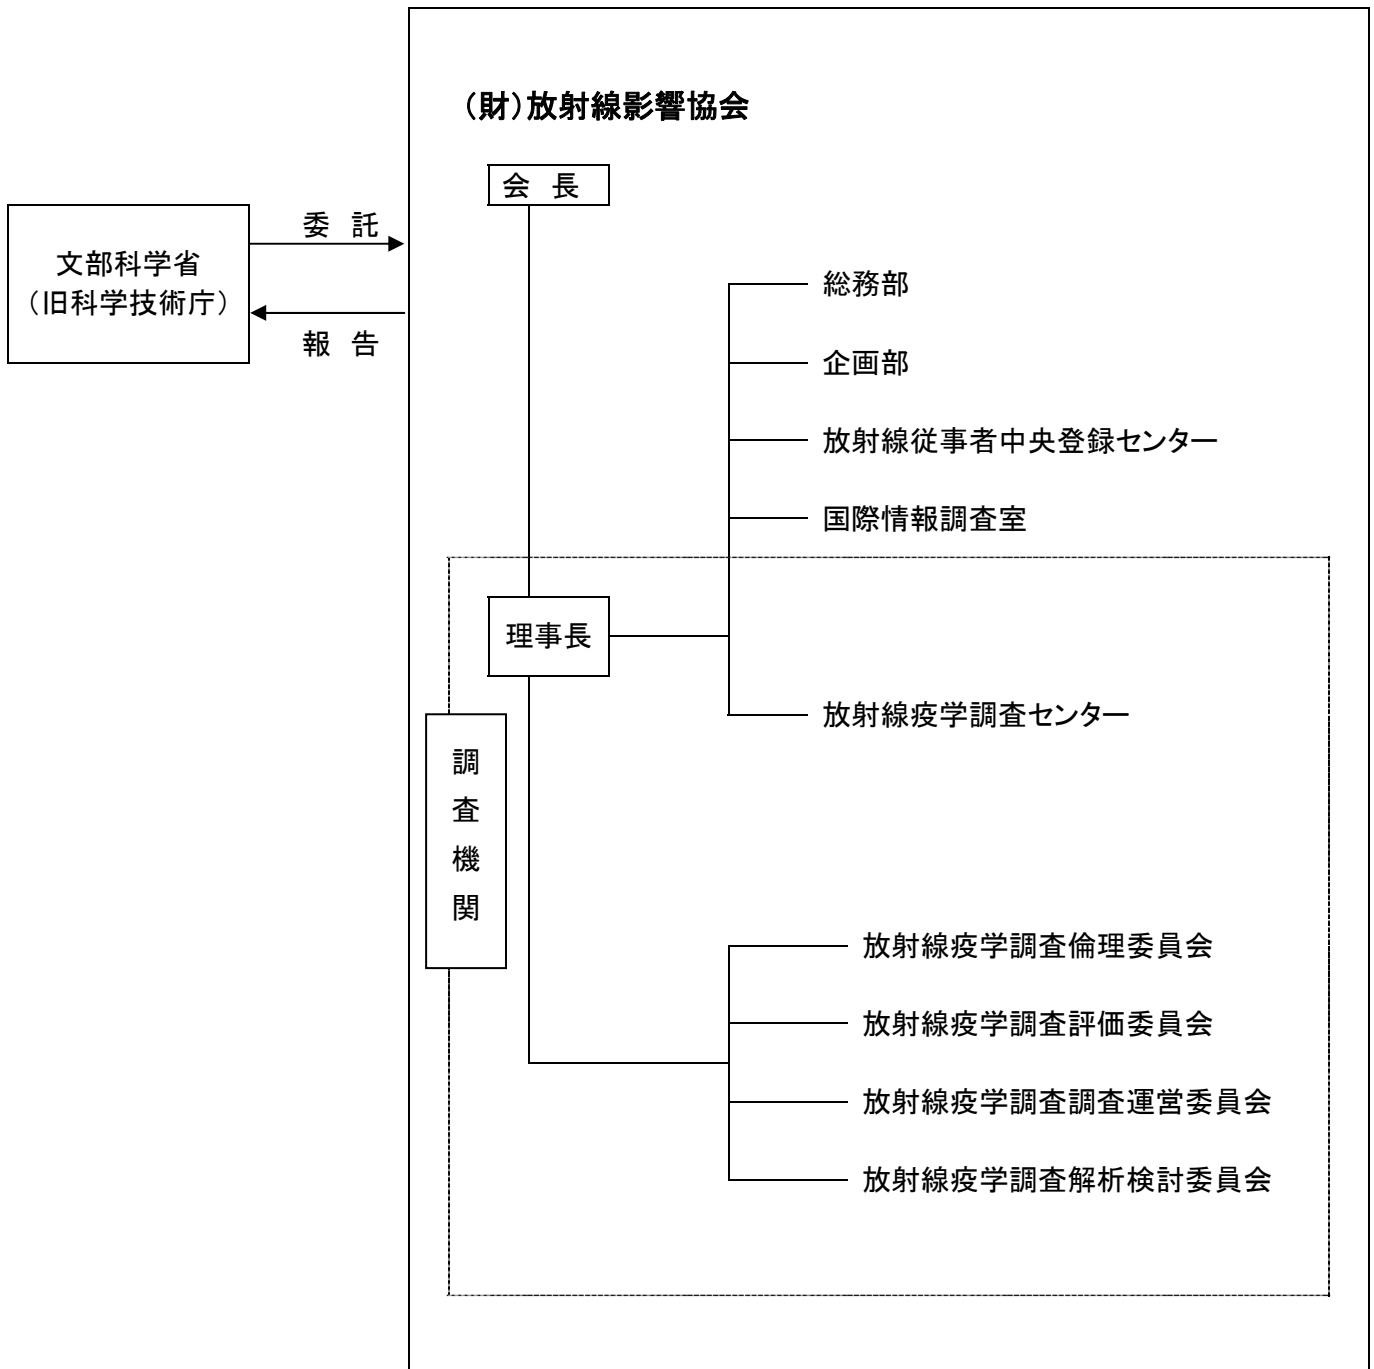 （財）放射線影響協会
会 長
委 託
文部科学省
（旧科学技術庁）
報 告
総務部
企画部
放射線従事者中央登録センター
国際情報調査室
理事長
放射線疫学調査センター
調
査
機
関
放射線疫学調査倫理委員会
放射線疫学調査評価委員会
放射線疫学調査調査運営委員会
放射線疫学調査解析検討委員会